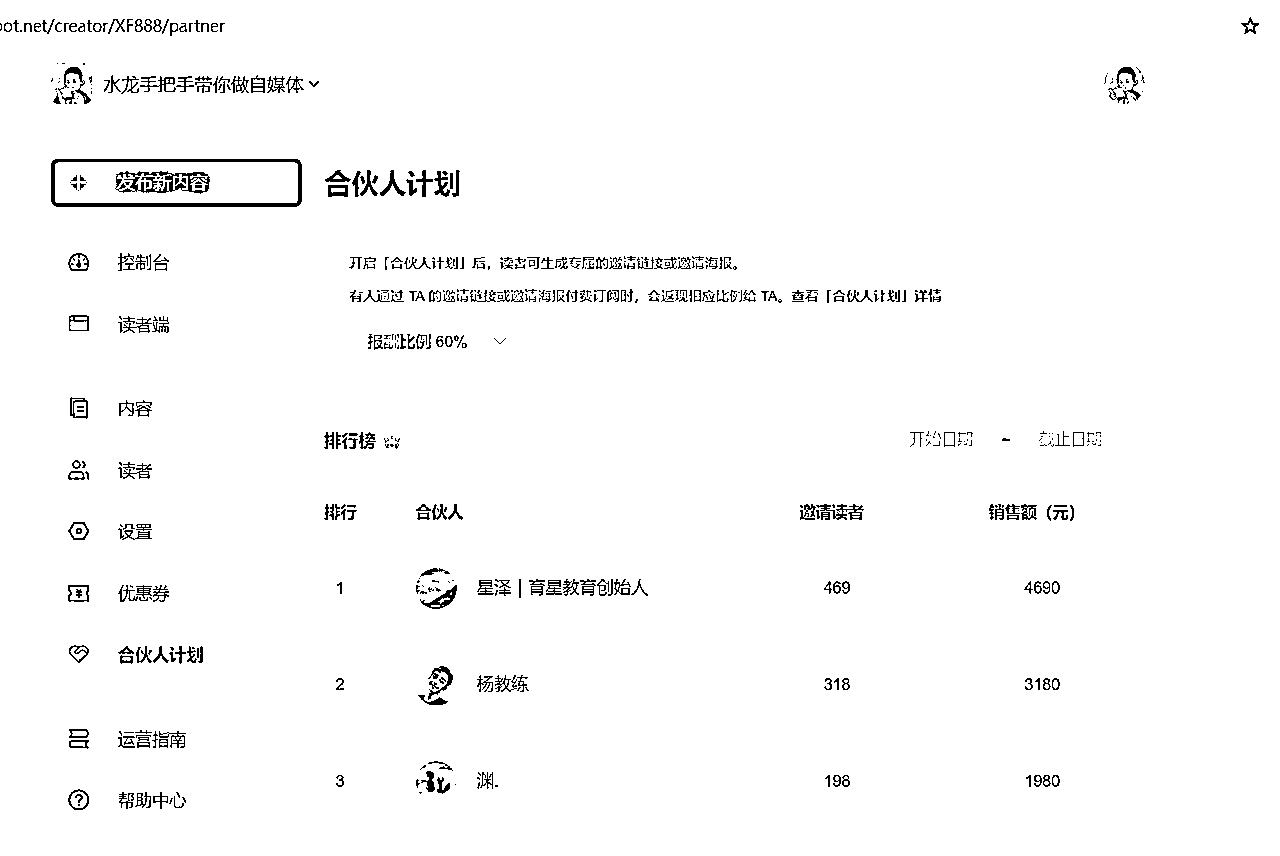 oot.net/creator/XF888/partner
水龙手把手带你做自媒体
发布新内容
合伙人计划
控制台
开启「合伙人计划」后，读者可生成专属的邀请链接或邀请海报。
有人通过 TA 的邀请链接或邀请海报付费订阅时，会返现相应比例给 TA。查看「合伙人计划」详情
读者端
报酬比例 60%
内容
排行榜
开始日期 ~ 截止日期
读者
排行 合伙人 邀请读者 销售额（元）
设置
1 星泽｜育星教育创始人 469 4690
优惠券
合伙人计划
2 杨教练 318 3180
运营指南
3 渊. 198 1980
帮助中心